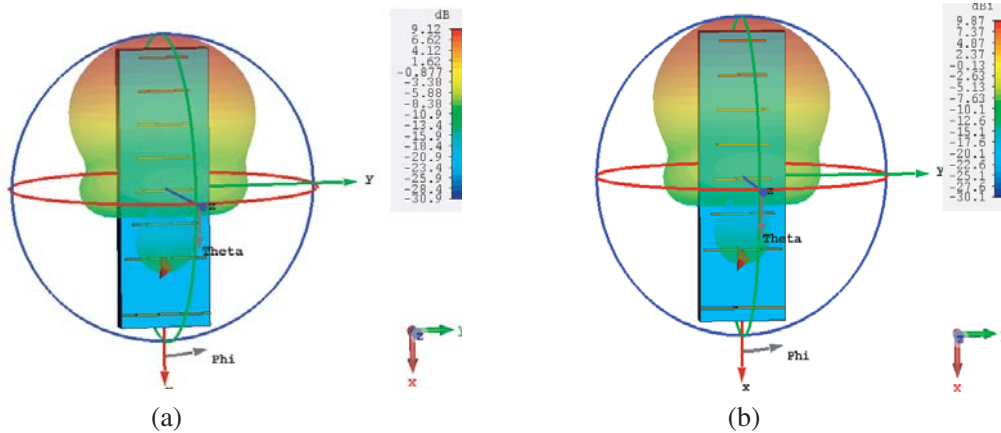 dB
9.12
6.62
4.12
1.62
-0.877
-3.38
-5.88
-8.38
-10.9
-13.4
-15.9
-18.4
-20.9
-23.4
-25.9
-28.4
-30.9
Y
z
Theta
Phi
z
x
(a)
dBi
9.87
7.37
4.87
2.37
-0.13
-2.63
-5.13
-7.63
-10.1
-12.6
-15.1
-17.6
-20.1
-22.6
-25.1
-27.6
-30.1
Y
z
Theta
Phi
x
z
x
(b)